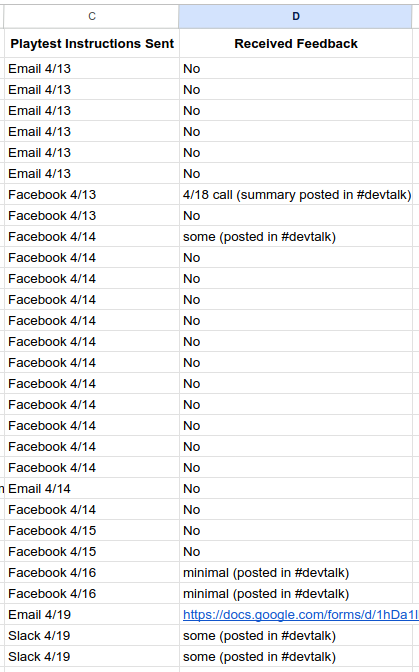 C D
Playtest Instructions Sent Received Feedback
Email 4/13 No
Email 4/13 No
Email 4/13 No
Email 4/13 No
Email 4/13 No
Email 4/13 No
Facebook 4/13 4/18 call (summary posted in #devtalk)
Facebook 4/13 No
Facebook 4/14 some (posted in #devtalk)
Facebook 4/14 No
Facebook 4/14 No
Facebook 4/14 No
Facebook 4/14 No
Facebook 4/14 No
Facebook 4/14 No
Facebook 4/14 No
Facebook 4/14 No
Facebook 4/14 No
Facebook 4/14 No
Facebook 4/14 No
Email 4/14 No
Facebook 4/14 No
Facebook 4/15 No
Facebook 4/15 No
Facebook 4/16 minimal (posted in #devtalk)
Facebook 4/16 minimal (posted in #devtalk)
Email 4/19 https://docs.google.com/forms/d/1hDa1
Slack 4/19 some (posted in #devtalk)
Slack 4/19 some (posted in #devtalk)